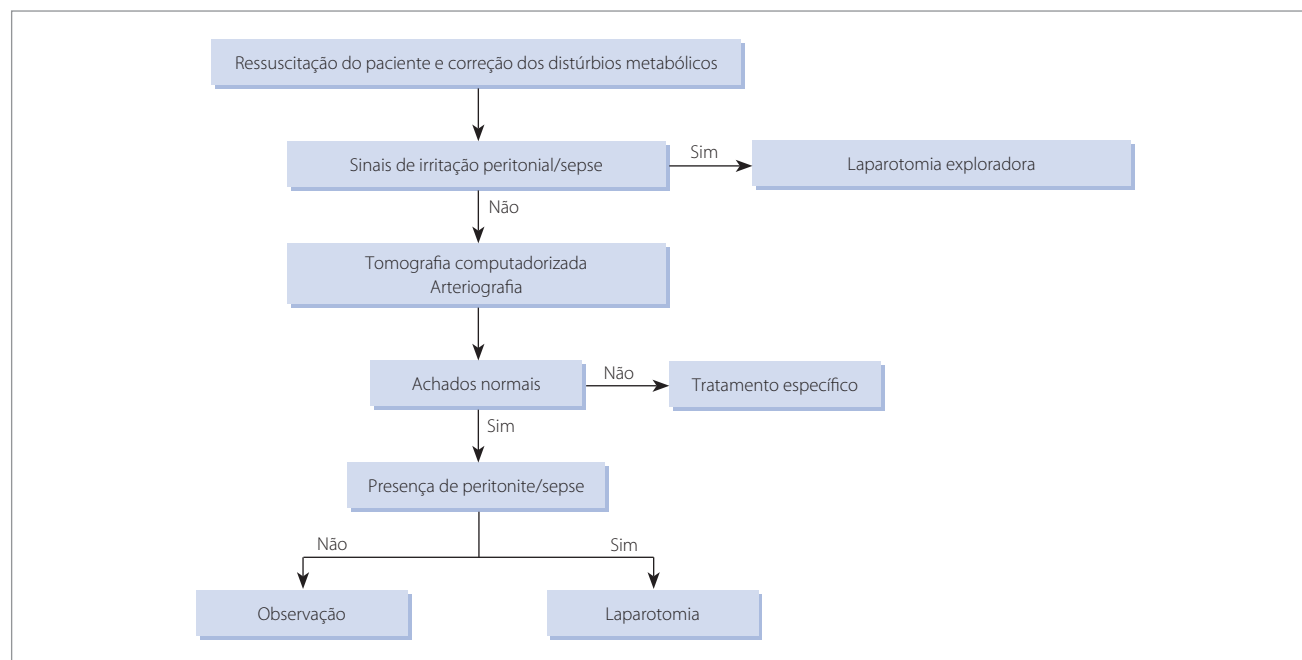 Ressuscitação do paciente e correção dos distúrbios metabólicos
Sinais de irritação peritonial/sepse
Sim
Laparotomia exploradora
Não
Tomografia computadorizada
Arteriografia
Achados normais
Não
Tratamento específico
Sim
Presença de peritonite/sepse
Não
Sim
Observação
Laparotomia